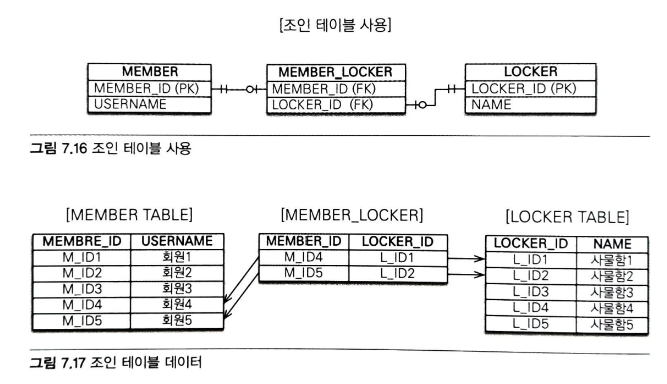 [조인 테이블 사용]
MEMBER
MEMBER_ID (PK)
USERNAME
MEMBER_LOCKER
MEMBER_ID (FK)
LOCKER_ID (FK)
LOCKER
LOCKER_ID (PK)
NAME
그림 7.16 조인 테이블 사용
[MEMBER TABLE]
MEMBRE_ID USERNAME
M_ID1 회원1
M_ID2 회원2
M_ID3 회원3
M_ID4 회원4
M_ID5 회원5
[MEMBER_LOCKER]
MEMBER_ID LOCKER_ID
M_ID4 L_ID1
M_ID5 L_ID2
[LOCKER TABLE]
LOCKER_ID NAME
L_ID1 사물함1
L_ID2 사물함2
L_ID3 사물함3
L_ID4 사물함4
L_ID5 사물함5
그림 7.17 조인 테이블 데이터